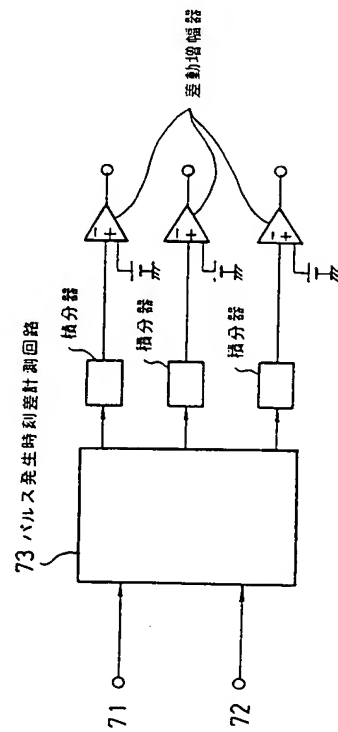 73 パルス発生時刻差計測回路
積分器
積分器
積分器
差動増幅器
71
72
- +
- +
- +